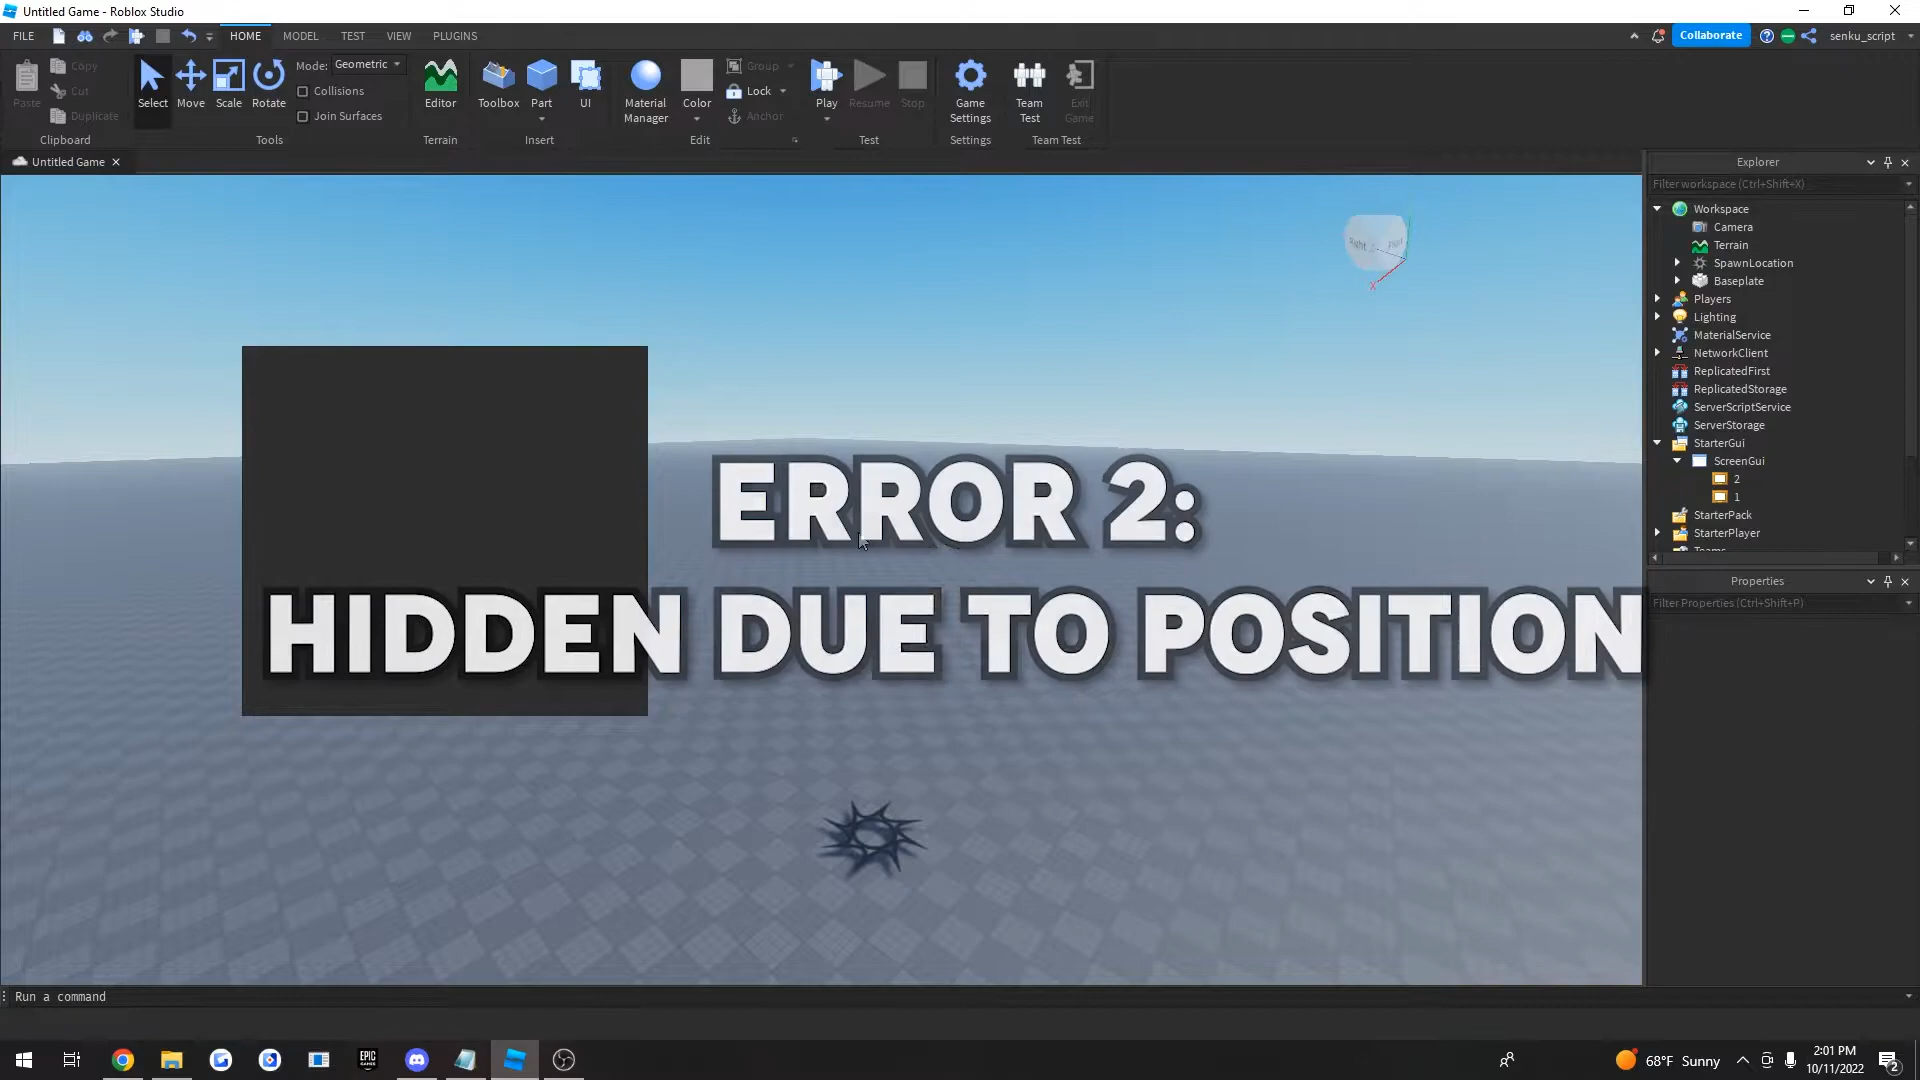 Untitled Game - Roblox Studio
FILE
HOME
MODEL
TEST
VIEW
PLUGINS
Collaborate
senku_script
Paste
Copy
Cut
Duplicate
Clipboard
Select
Move
Scale
Rotate
Mode: Geometric
Collisions
Join Surfaces
Tools
Editor
Terrain
Toolbox
Part
UI
Insert
Material
Manager
Color
Group
Lock
Anchor
Edit
Play
Resume
Stop
Test
Game
Settings
Settings
Team
Test
Exit
Game
Team Test
Untitled Game
Right
X
ERROR 2:
HIDDEN DUE TO POSITION
Explorer
Filter workspace (Ctrl+Shift+X)
Workspace
Camera
Terrain
SpawnLocation
Baseplate
Players
Lighting
MaterialService
NetworkClient
ReplicatedFirst
ReplicatedStorage
ServerScriptService
ServerStorage
StarterGui
ScreenGui
2
1
StarterPack
StarterPlayer
Teams
Properties
Filter Properties (Ctrl+Shift+P)
Run a command
EPIC
GAMES
68°F Sunny
2:01 PM
10/11/2022
2